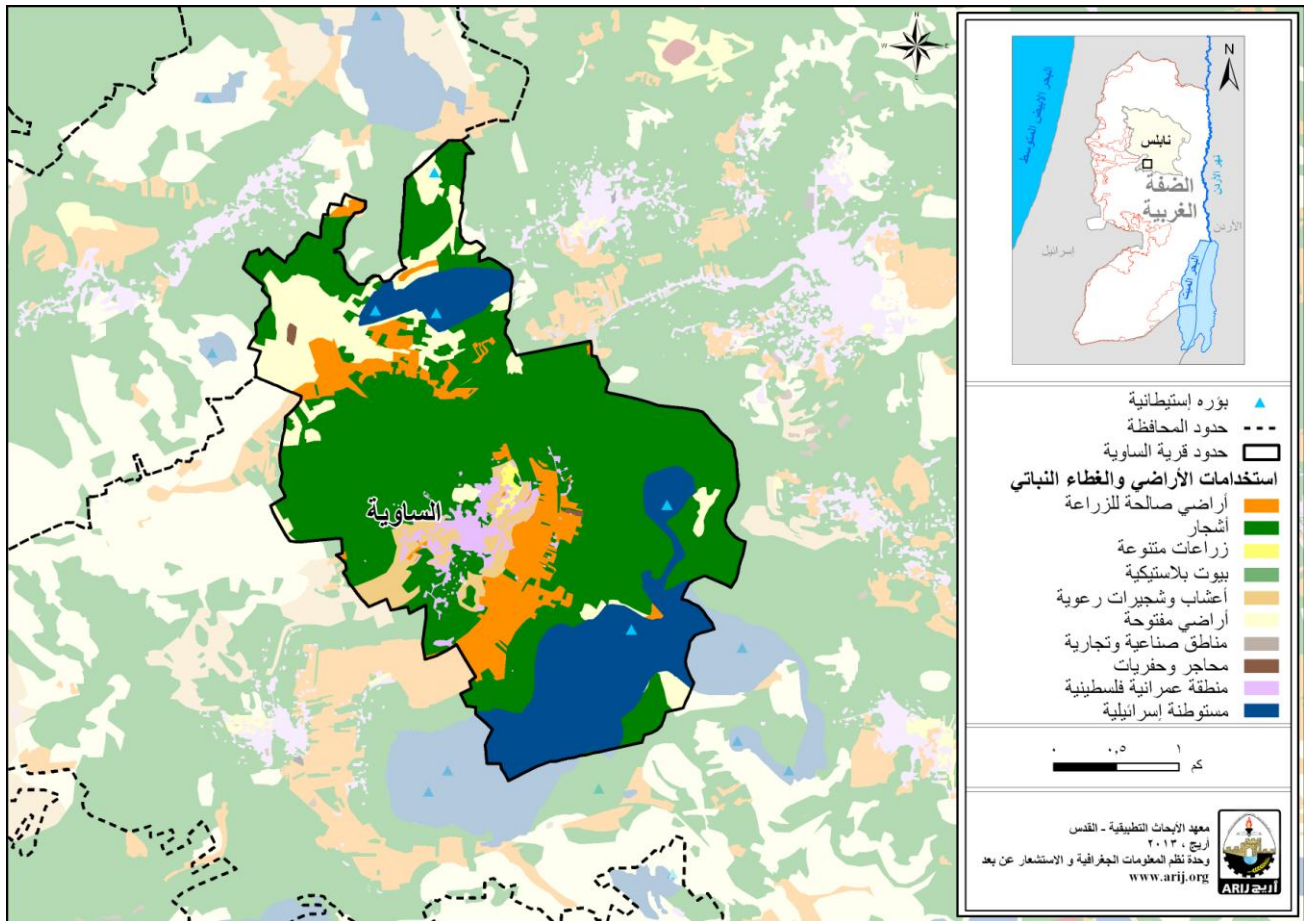 الساوية
W
E
N
البحر الأبيض المتوسط
نابلس
الضفة
الغربية
نهر الأردن
الأردن
إسرائيل
البحر الميت
بؤره إستيطانية
حدود المحافظة
حدود قرية الساوية
استخدامات الأراضي والغطاء النباتي
أراضي صالحة للزراعة
أشجار
زراعات متنوعة
بيوت بلاستيكية
أعشاب وشجيرات رعوية
أراضي مفتوحة
مناطق صناعية وتجارية
محاجر وحفريات
منطقة عمرانية فلسطينية
مستوطنة إسرائيلية
٠ ٠,٥ ١
كم
معهد الأبحاث التطبيقية - القدس
أريج ، ٢٠١٣
وحدة نظم المعلومات الجغرافية و الاستشعار عن بعد
www.arij.org
ARIJ أريج